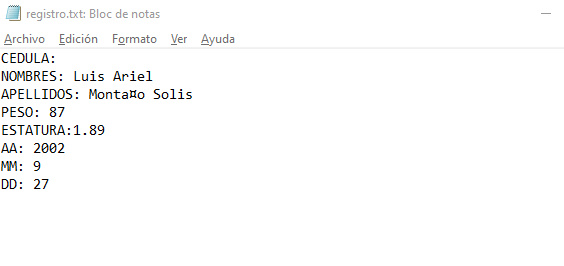 registro.txt: Bloc de notas
Archivo Edición Formato Ver Ayuda
CEDULA:
NOMBRES: Luis Ariel
APELLIDOS: Monta¤o Solis
PESO: 87
ESTATURA:1.89
AA: 2002
MM: 9
DD: 27